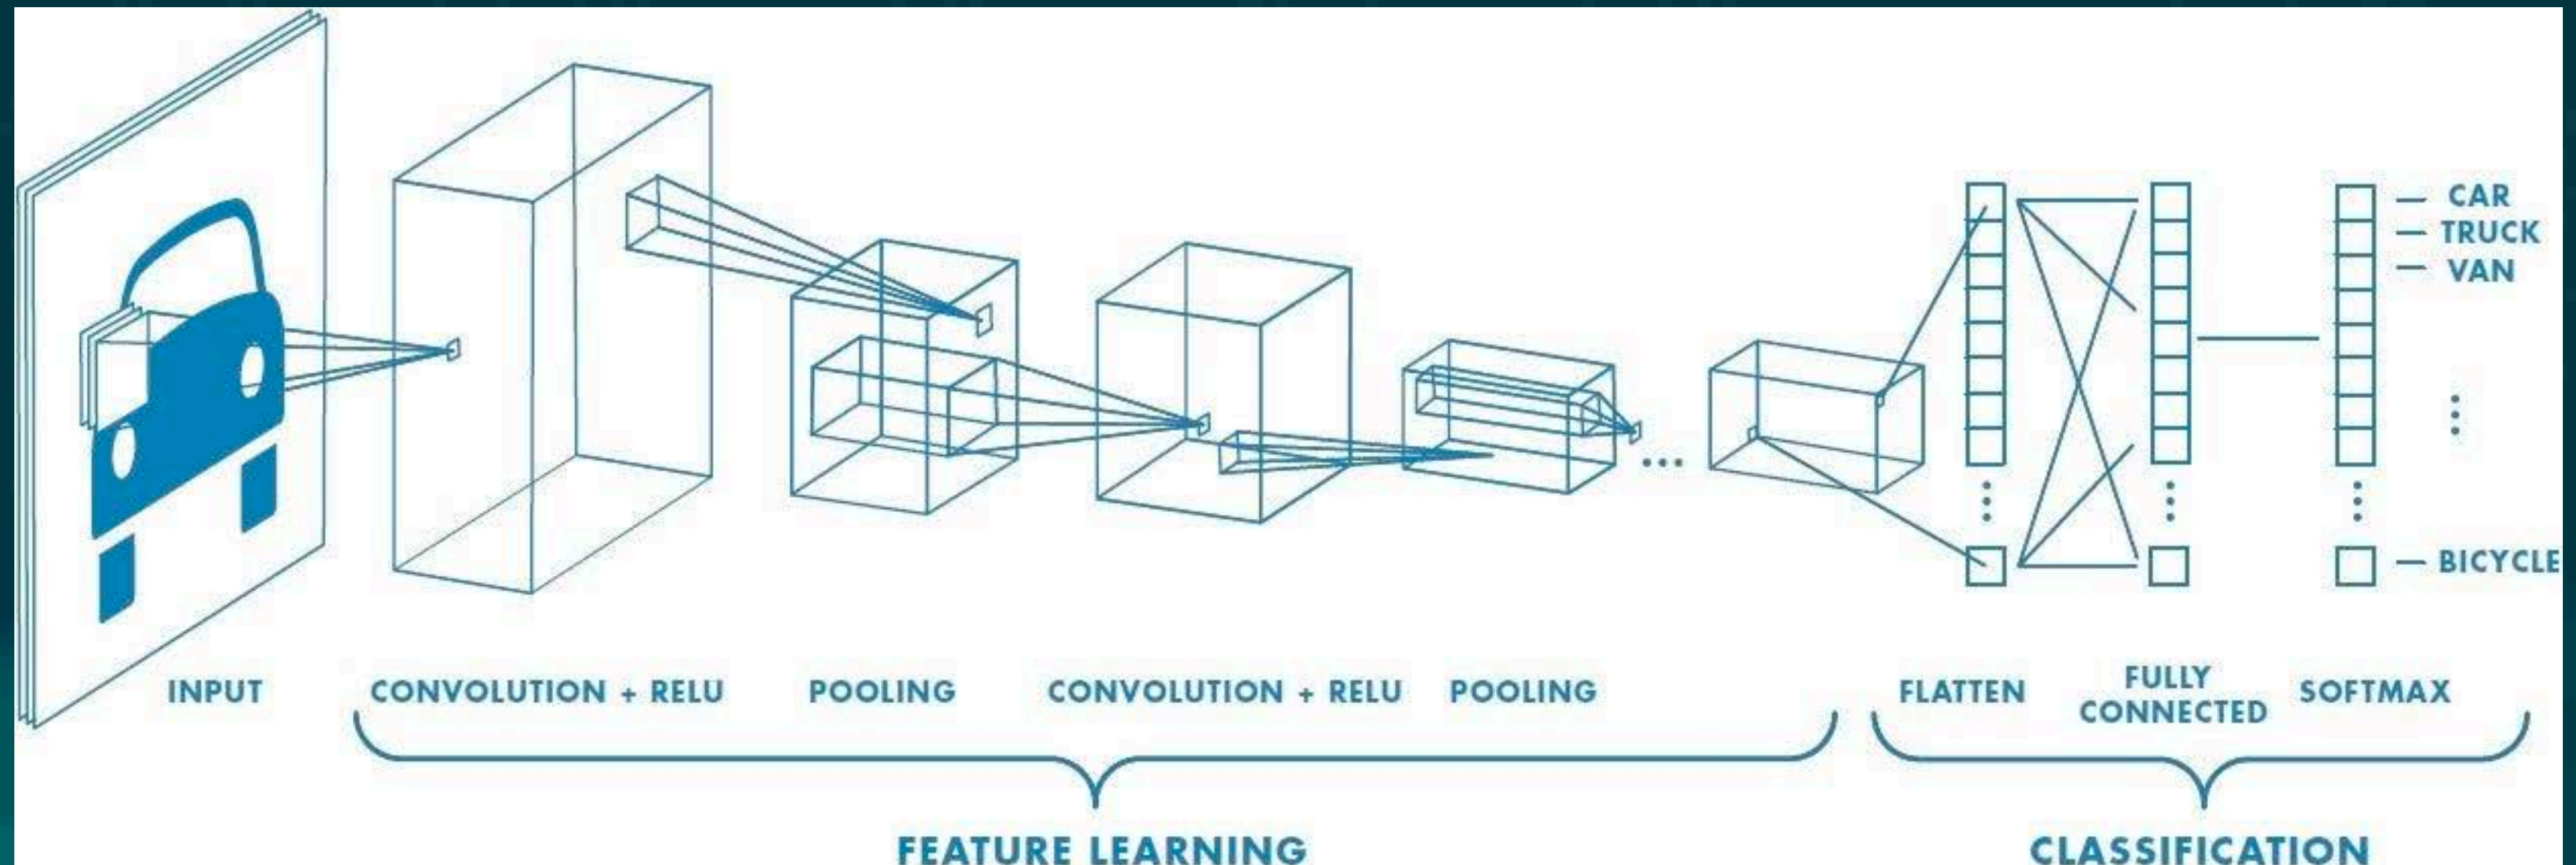 CAR
TRUCK
VAN
BICYCLE
INPUT
CONVOLUTION + RELU
POOLING
CONVOLUTION + RELU
POOLING
FLATTEN
FULLY
CONNECTED
SOFTMAX
FEATURE LEARNING
CLASSIFICATION